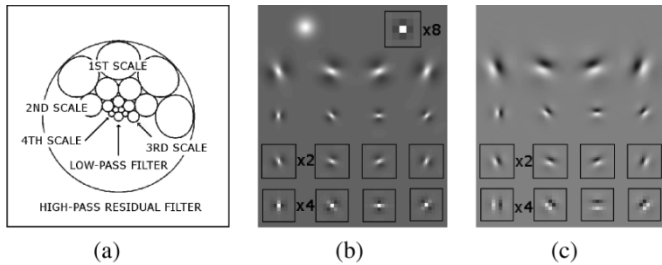 1ST SCALE
2ND SCALE
4TH SCALE
3RD SCALE
LOW-PASS FILTER
HIGH-PASS RESIDUAL FILTER
x8
x2
x4
x2
x4
(a)
(b)
(c)